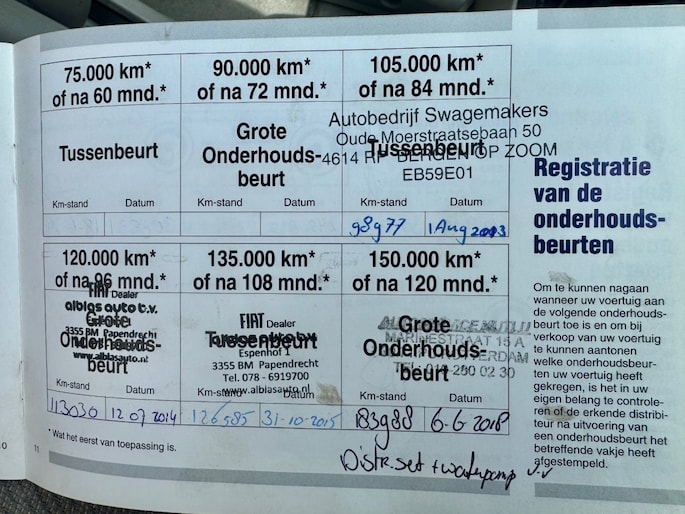 75.000 km*
of na 60 mnd.*
Tussenbeurt
Km-stand Datum
90.000 km*
of na 72 mnd.*
Grote
Onderhouds-
beurt
Km-stand Datum
105.000 km*
of na 84 mnd.*
Autobedrijf Swagemakers
Oude Moerstraatsebaan 50
4614 RP BERGEN OP ZOOM
EB59E01
Tussenbeurt
Km-stand Datum
98977 1 Aug 2013
120.000 km*
of na 96 mnd.*
FIAT Dealer
alblas auto b.v.
3355 BM Papendrecht
www.alblasauto.nl
Grote
Onderhouds-
beurt
Km-stand Datum
113030 12 07 2014
135.000 km*
of na 108 mnd.*
FIAT Dealer
Tussenbeurt
Espenhof 1
3355 BM Papendrecht
Tel. 078 - 6919700
www.alblasauto.nl
Km-stand Datum
126585 31-10-2015
150.000 km*
of na 120 mnd.*
Grote
Onderhouds-
beurt
Km-stand Datum
183988 6-6 2018
* Wat het eerst van toepassing is.
Distr. set + waterpomp
11
Registratie
van de
onderhouds-
beurten
Om te kunnen nagaan
wanneer uw voertuig aan
de volgende onderhouds-
beurt toe is en om bij
verkoop van uw voertuig
te kunnen aantonen
welke onderhoudsbeur-
ten uw voertuig heeft
gekregen, is het in uw
eigen belang te controle-
ren of de erkende distribu-
teur na uitvoering van
een onderhoudsbeurt het
betreffende vakje heeft
afgestempeld.